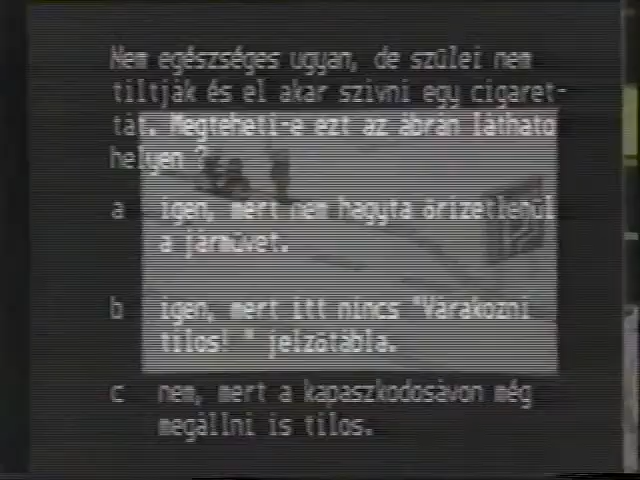 Nem egészséges ugyan, de szülei nem
tiltják és el akar szivni egy cigaret-
tát. Megteheti-e ezt az ábrán látható
helyen ?
a igen, mert nem hagyta őrizetlenül
a járművet.
b igen, mert itt nincs "Várakozni
tilos! " jelzőtábla.
c nem, mert a kapaszkodósávon még
megállni is tilos.